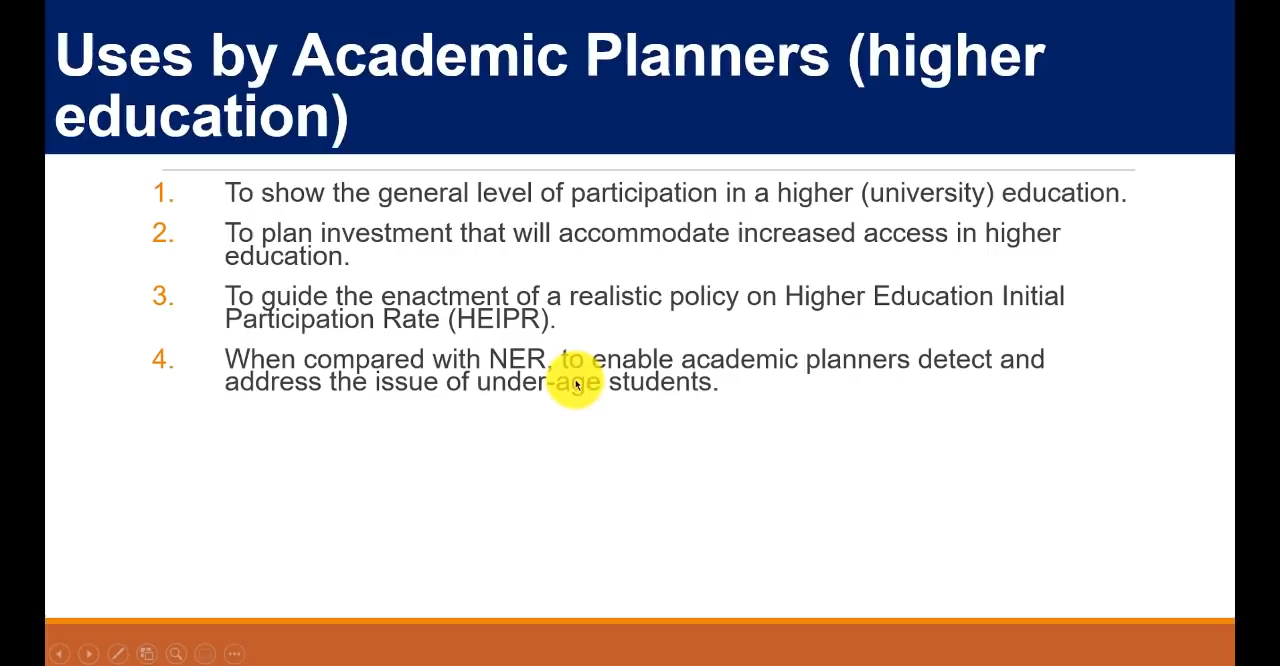 Uses by Academic Planners (higher
education)
1. To show the general level of participation in a higher (university) education.
2. To plan investment that will accommodate increased access in higher
education.
3. To guide the enactment of a realistic policy on Higher Education Initial
Participation Rate (HEIPR).
4. When compared with NER, to enable academic planners detect and
address the issue of under-age students.